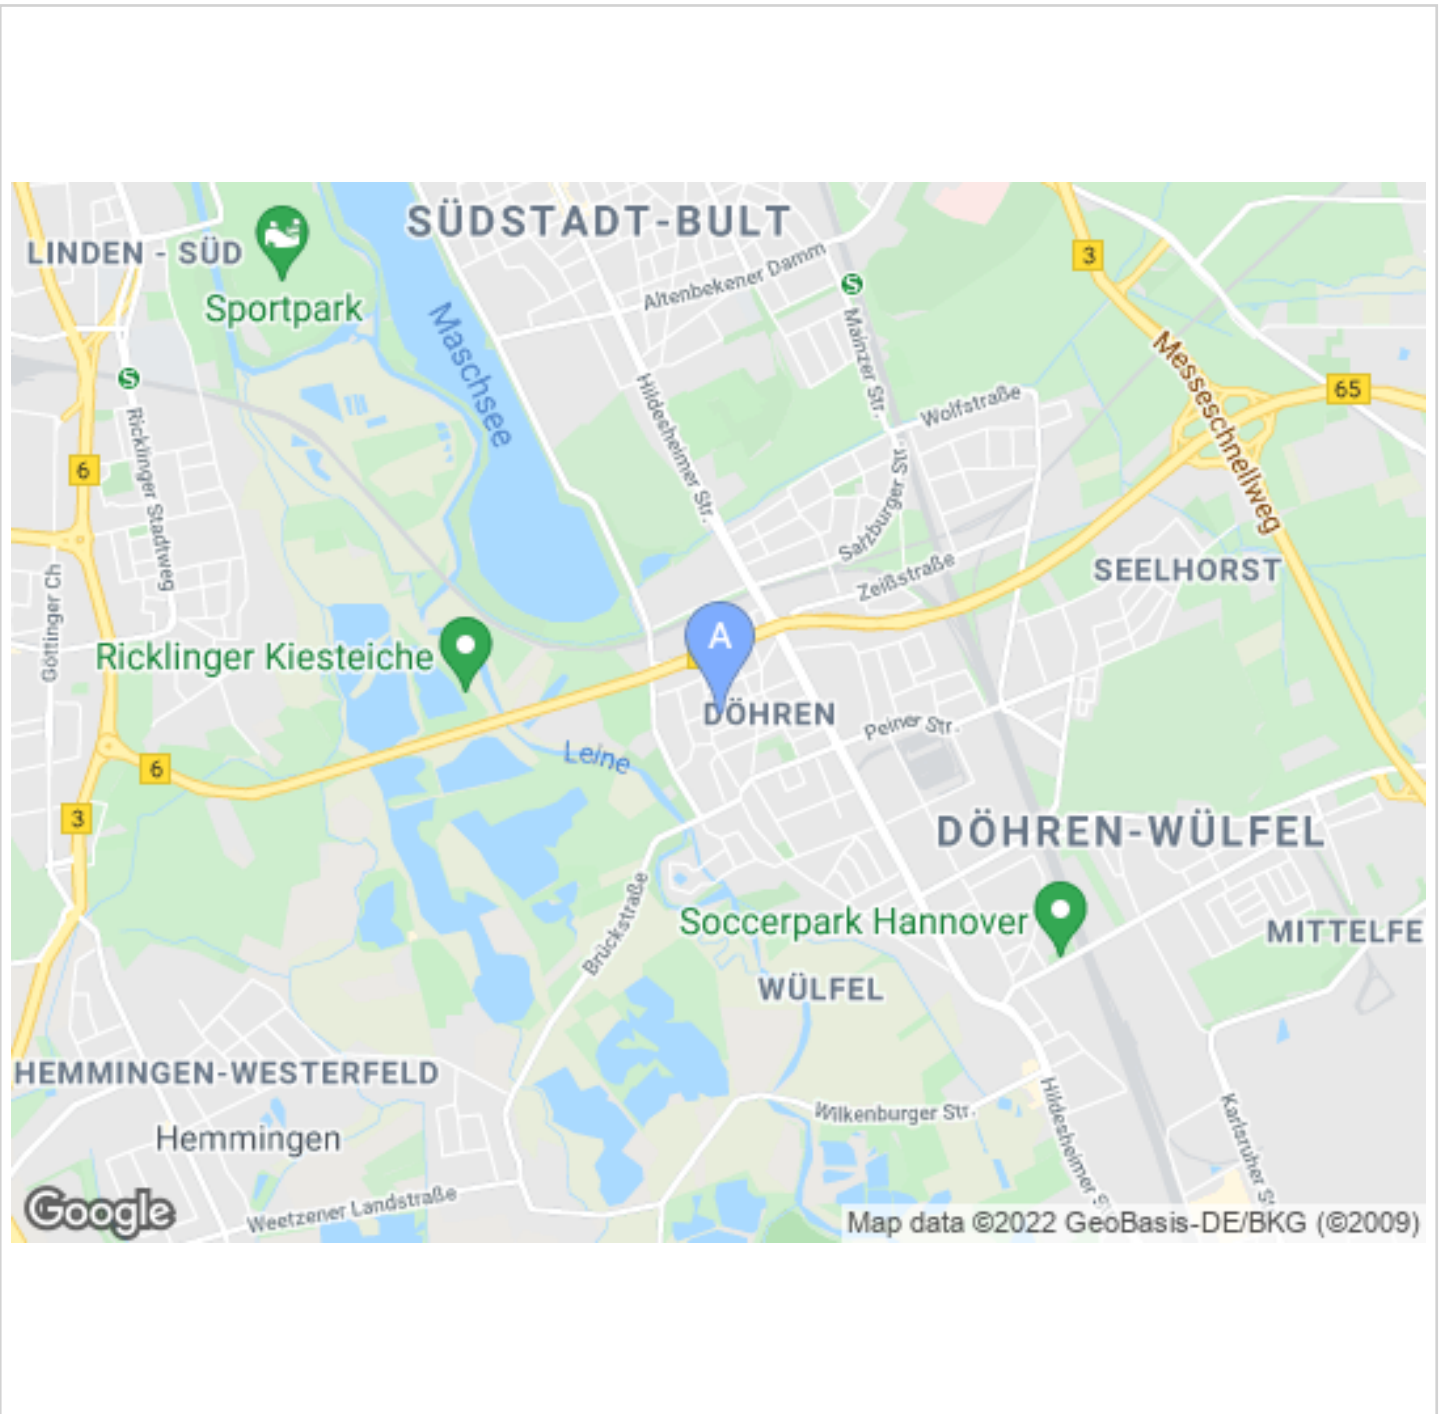 SÜDSTADT-BULT
LINDEN - SÜD
Sportpark
Altenbekener Damm
3
S
Maschsee
Mainzer Str.
Messeschnellweg
S
Hildesheimer Str.
65
Wolfstraße
Ricklinger Stadtweg
6
Salzburger Str.
Zeißstraße
SEELHORST
Göttinger Ch
A
Ricklinger Kiesteiche
DÖHREN
Peiner Str.
Leine
6
3
DÖHREN-WÜLFEL
Brückstraße
Soccerpark Hannover
MITTELFE
WÜLFEL
HEMMINGEN-WESTERFELD
Wilkenburger Str.
Hildesheimer S
Karlsruher St
Hemmingen
Weetzener Landstraße
Google
Map data ©2022 GeoBasis-DE/BKG (©2009)